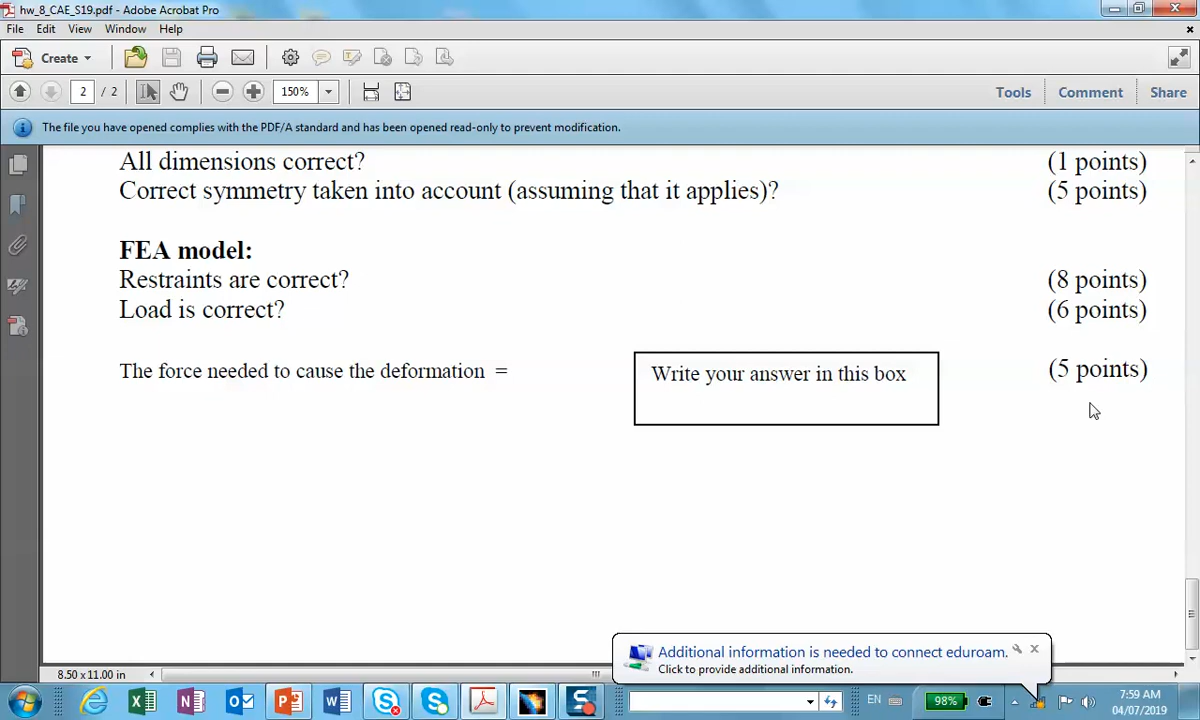 hw_8_CAE_S19.pdf - Adobe Acrobat Pro
File Edit View Window Help
Create
2 / 2 150% Tools Comment Share
The file you have opened complies with the PDF/A standard and has been opened read-only to prevent modification.
All dimensions correct? (1 points)
Correct symmetry taken into account (assuming that it applies)? (5 points)
FEA model:
Restraints are correct? (8 points)
Load is correct? (6 points)
The force needed to cause the deformation = Write your answer in this box (5 points)
Additional information is needed to connect eduroam.
Click to provide additional information.
8.50 x 11.00 in
EN 98% 7:59 AM
04/07/2019